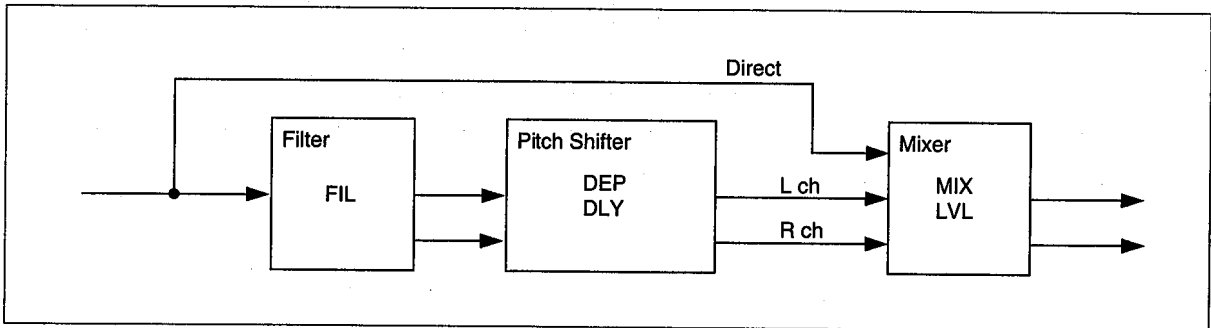 Direct
Filter
FIL
Pitch Shifter
DEP
DLY
L ch
R ch
Mixer
MIX
LVL